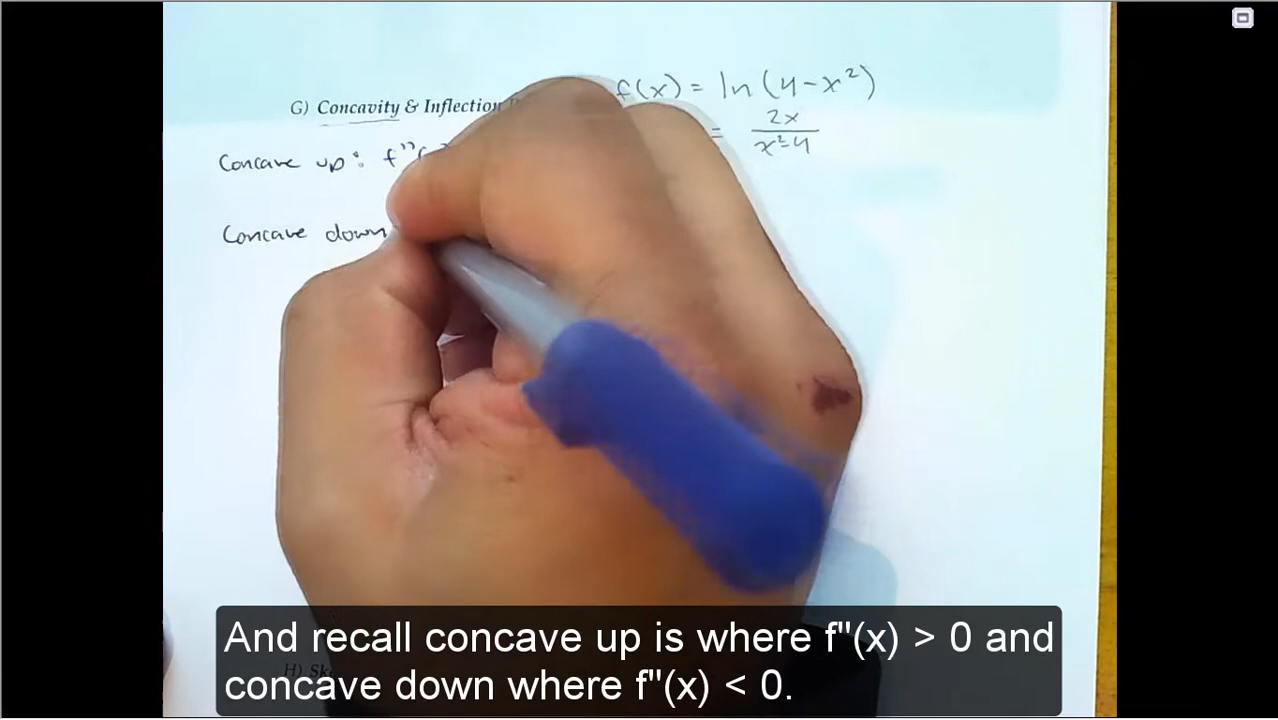 G) Concavity & Inflection
f(x) = ln(4-x²)
= 2x / x²-4
Concave up: f''(
Concave down
H) Sk
And recall concave up is where f"(x) > 0 and
concave down where f"(x) < 0.